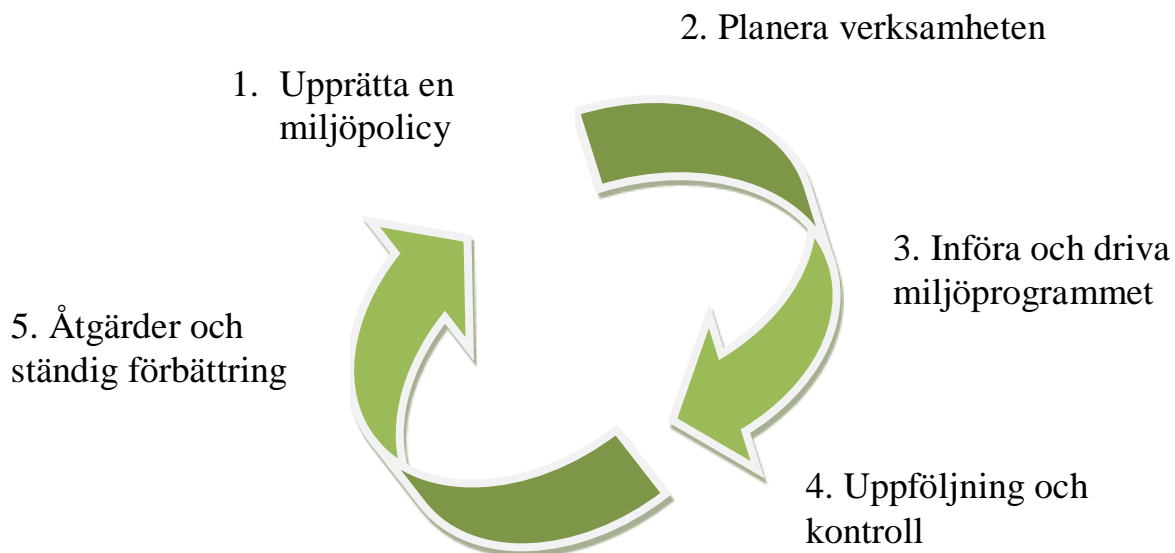 1. Upprätta en
miljöpolicy
2. Planera verksamheten
3. Införa och driva
miljöprogrammet
4. Uppföljning och
kontroll
5. Åtgärder och
ständig förbättring